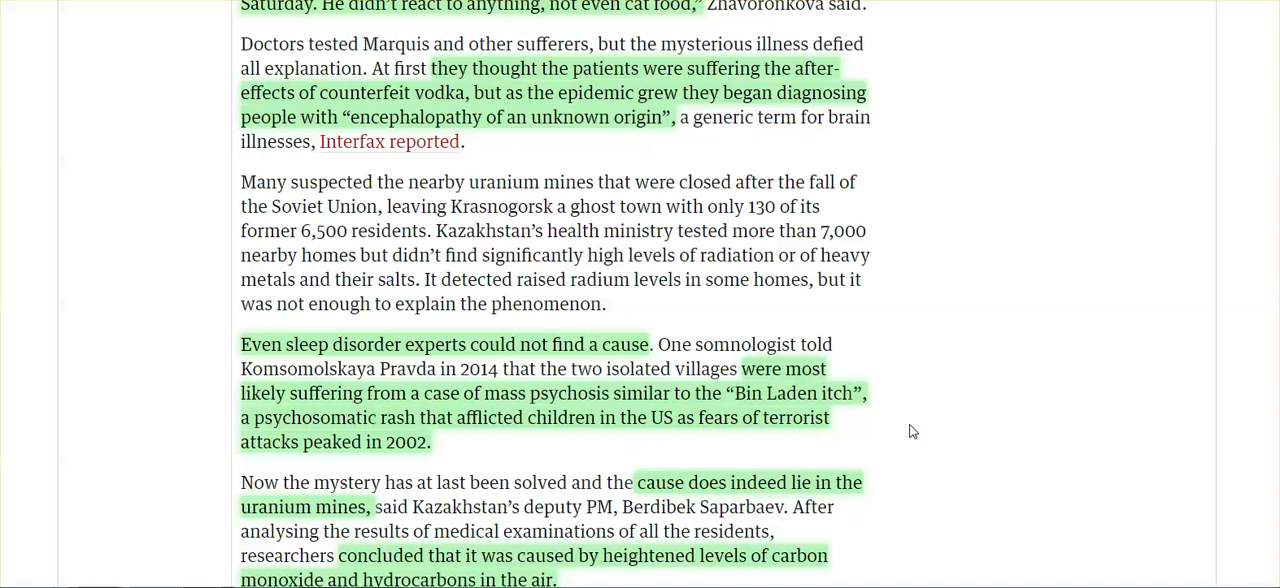 Saturday. He didn’t react to anything, not even cat food,” Zhavoronkova said.
Doctors tested Marquis and other sufferers, but the mysterious illness defied
all explanation. At first they thought the patients were suffering the after-
effects of counterfeit vodka, but as the epidemic grew they began diagnosing
people with “encephalopathy of an unknown origin”, a generic term for brain
illnesses, Interfax reported.
Many suspected the nearby uranium mines that were closed after the fall of
the Soviet Union, leaving Krasnogorsk a ghost town with only 130 of its
former 6,500 residents. Kazakhstan’s health ministry tested more than 7,000
nearby homes but didn’t find significantly high levels of radiation or of heavy
metals and their salts. It detected raised radium levels in some homes, but it
was not enough to explain the phenomenon.
Even sleep disorder experts could not find a cause. One somnologist told
Komsomolskaya Pravda in 2014 that the two isolated villages were most
likely suffering from a case of mass psychosis similar to the “Bin Laden itch”,
a psychosomatic rash that afflicted children in the US as fears of terrorist
attacks peaked in 2002.
Now the mystery has at last been solved and the cause does indeed lie in the
uranium mines, said Kazakhstan’s deputy PM, Berdibek Saparbaev. After
analysing the results of medical examinations of all the residents,
researchers concluded that it was caused by heightened levels of carbon
monoxide and hydrocarbons in the air.